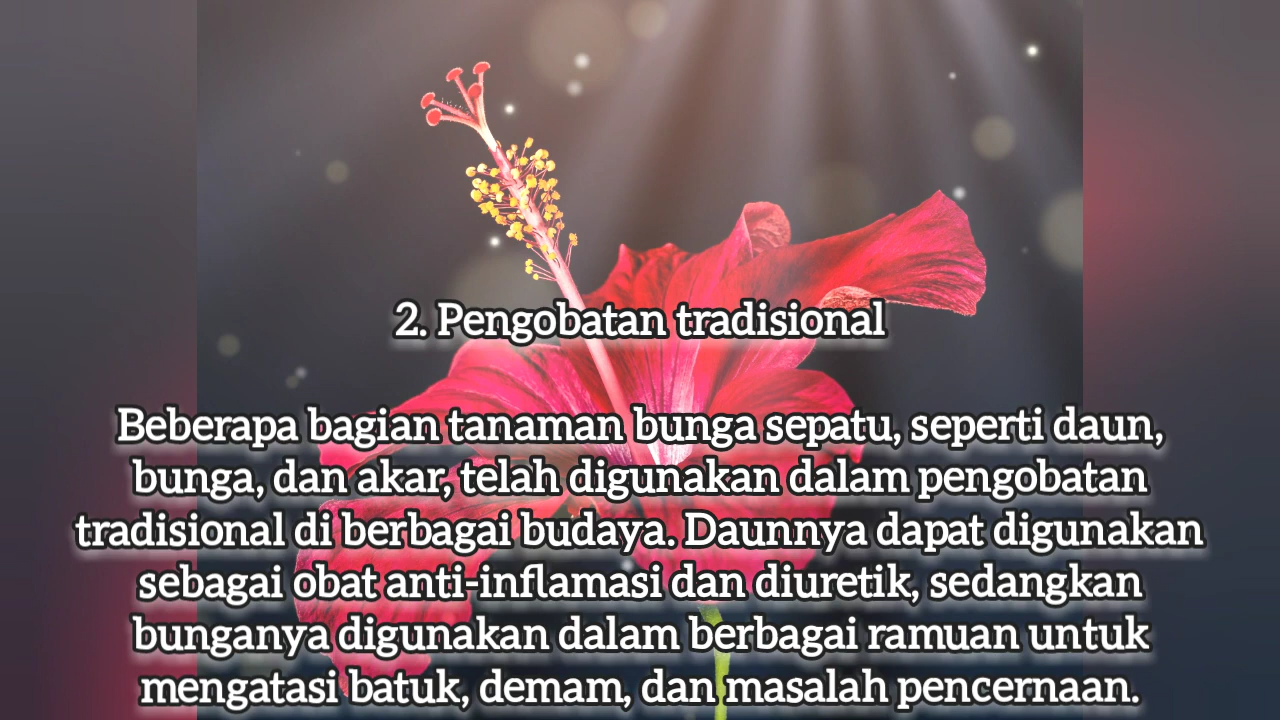 2. Pengobatan tradisional
Beberapa bagian tanaman bunga sepatu, seperti daun,
bunga, dan akar, telah digunakan dalam pengobatan
tradisional di berbagai budaya. Daunnya dapat digunakan
sebagai obat anti-inflamasi dan diuretik, sedangkan
bunganya digunakan dalam berbagai ramuan untuk
mengatasi batuk, demam, dan masalah pencernaan.